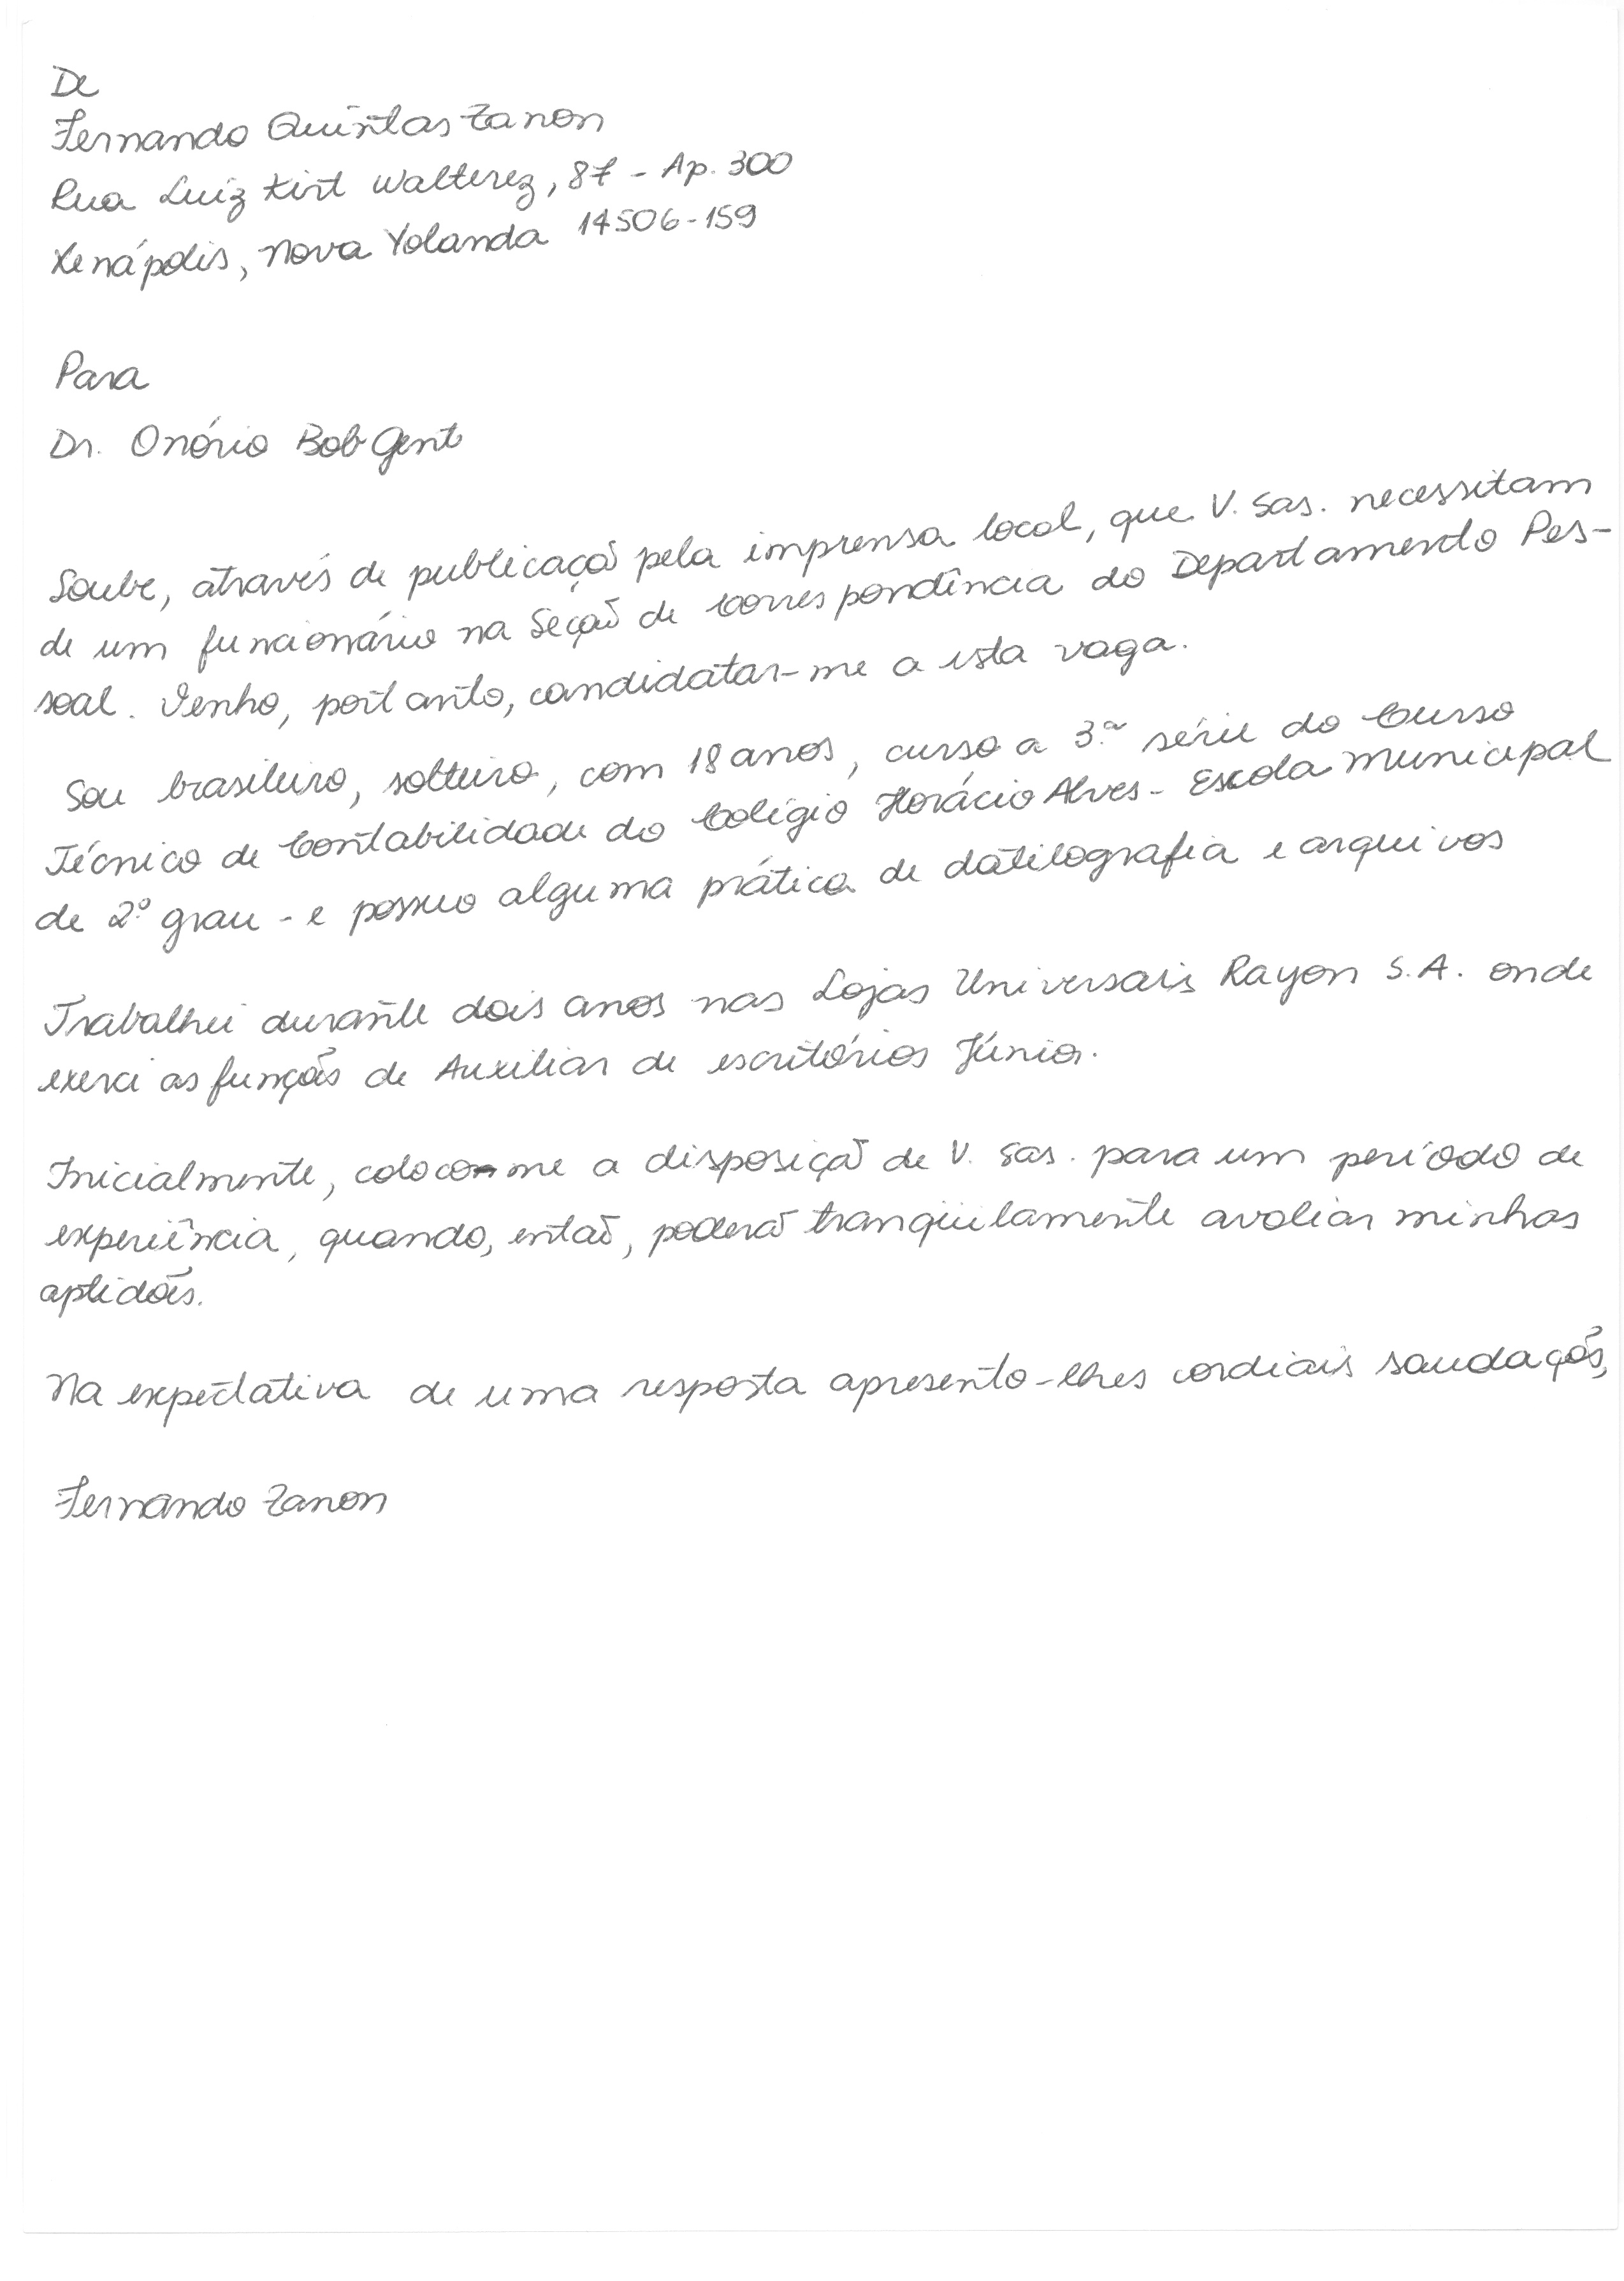 De
Fernando Quintas Zanon
Rua Luiz Kirt Walterez, 87 - Ap. 300
Xenápolis, Nova Yolanda 14506-159
Para
Dr. Onório Bob Gent
Soube, através de publicação pela imprensa local, que V. Sas. necessitam
de um funcionário na Seção de Correspondência do Departamento Pes-
soal. Venho, portanto, candidatar-me a esta vaga.
Sou brasileiro, solteiro, com 18 anos, curso a 3ª série do Curso
Técnico de Contabilidade do Colégio Horácio Alves - Escola Municipal
de 2º grau - e possuo alguma prática de datilografia e arquivos
Trabalhei durante dois anos nas Lojas Universais Rayon S.A. onde
exerci as funções de Auxiliar de escritórios Júnior.
Inicialmente, coloco-me a disposição de V. Sas. para um período de
experiência, quando, então, poderão tranqüilamente avaliar minhas
aptidões.
Na expectativa de uma resposta apresento-lhes cordiais saudações,
Fernando Zanon